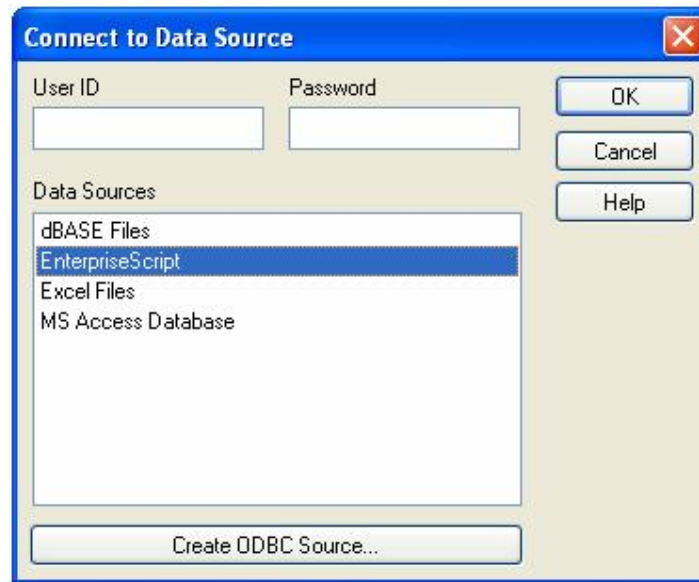 Connect to Data Source
User ID
Password
OK
Cancel
Data Sources
Help
dBASE Files
EnterpriseScript
Excel Files
MS Access Database
Create ODBC Source...